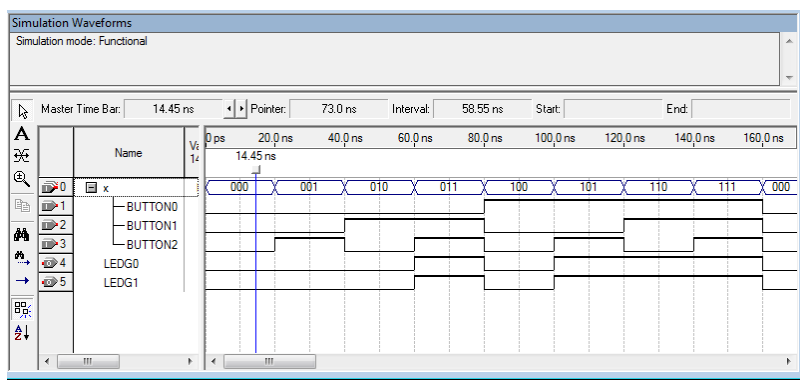 Simulation Waveforms
Simulation mode: Functional
Master Time Bar: 14.45 ns Pointer: 73.0 ns Interval: 58.55 ns Start: End:
Name 0 ps 20.0 ns 40.0 ns 60.0 ns 80.0 ns 100.0 ns 120.0 ns 140.0 ns 160.0 ns
14.45 ns
0 x 000 001 010 011 100 101 110 111 000
1 BUTTON0
2 BUTTON1
3 BUTTON2
4 LEDG0
5 LEDG1